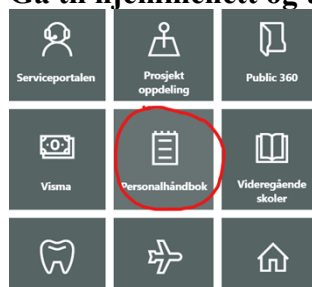 Serviceportalen
Prosjekt
oppdeling
Public 360
Visma
Personalhåndbok
Videregående
skoler